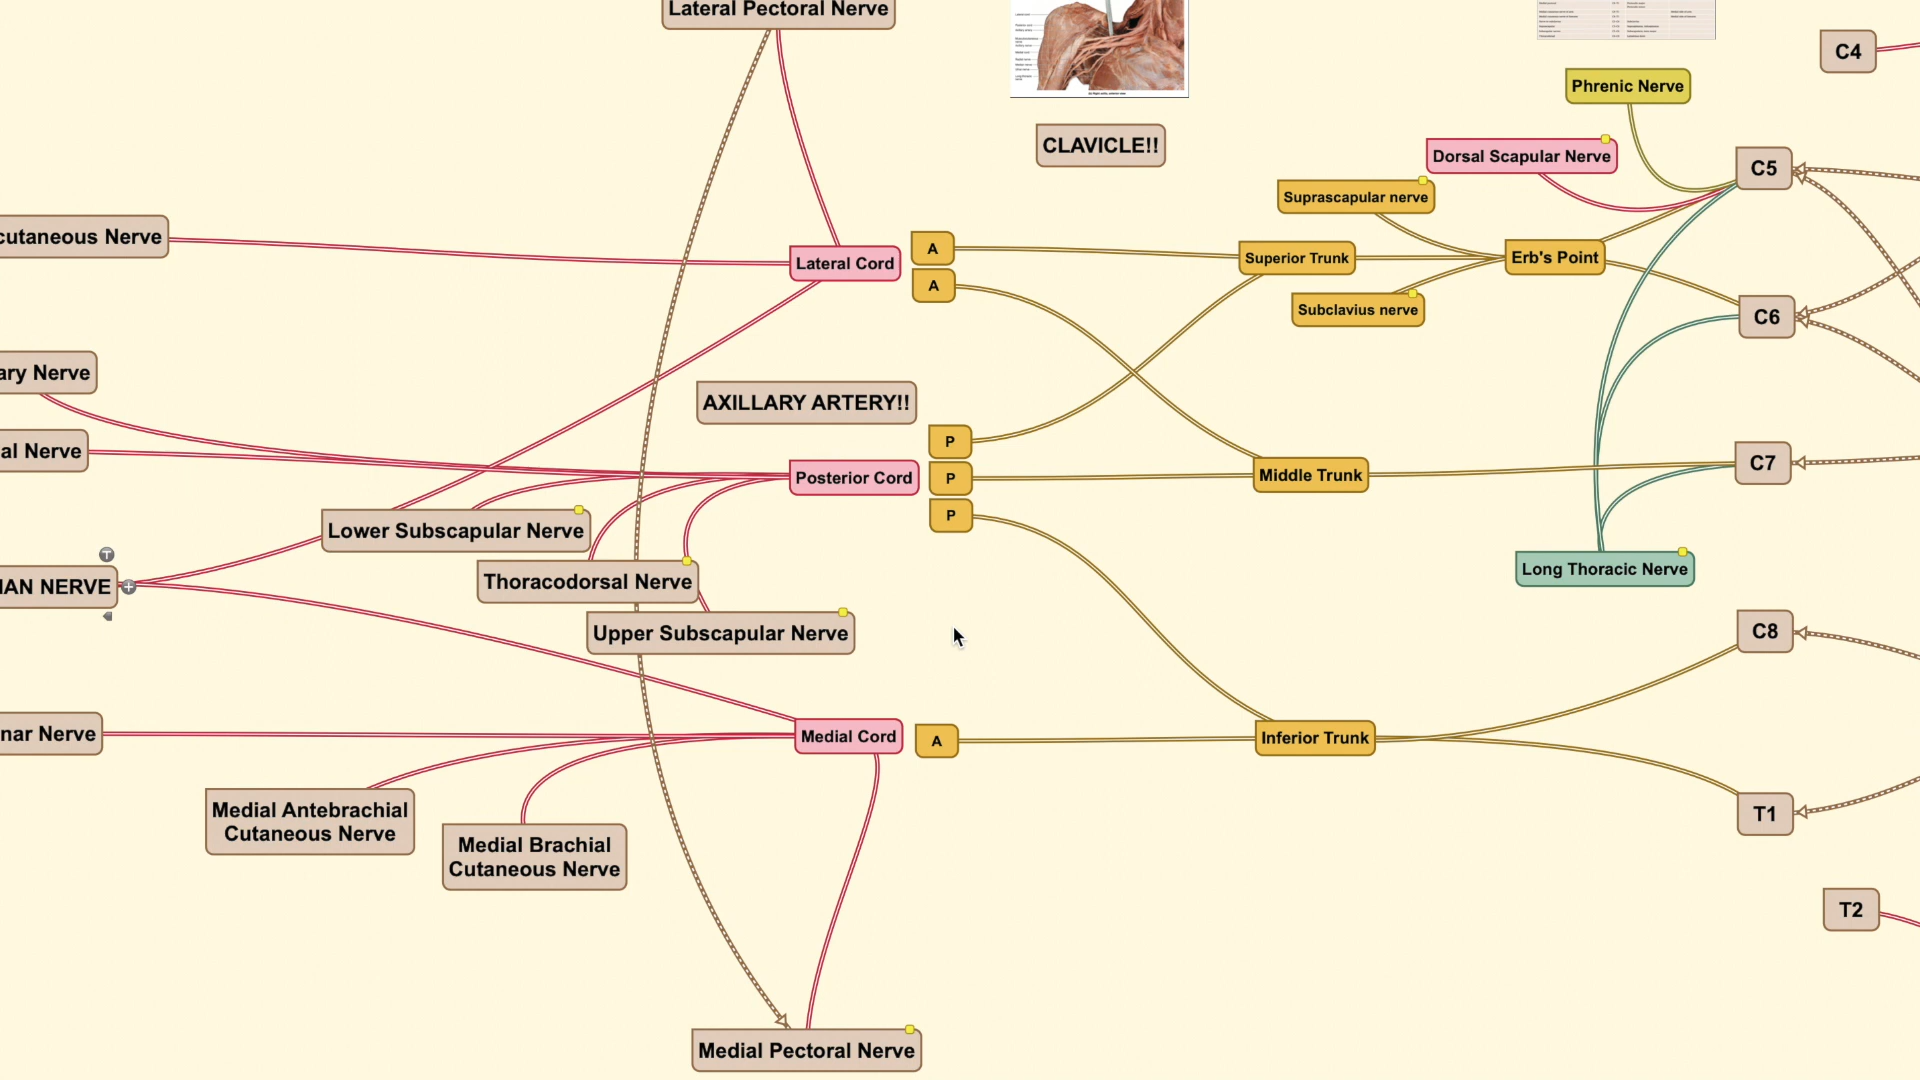 Lateral Pectoral Nerve
C4
Phrenic Nerve
CLAVICLE!!
Dorsal Scapular Nerve
C5
Suprascapular nerve
cutaneous Nerve
Lateral Cord
A
A
Superior Trunk
Erb's Point
Subclavius nerve
C6
ary Nerve
AXILLARY ARTERY!!
al Nerve
P
P
P
Posterior Cord
Middle Trunk
C7
Lower Subscapular Nerve
Thoracodorsal Nerve
Long Thoracic Nerve
T
IAN NERVE
Upper Subscapular Nerve
C8
nar Nerve
Medial Cord
A
Inferior Trunk
Medial Antebrachial
Cutaneous Nerve
Medial Brachial
Cutaneous Nerve
T1
T2
Medial Pectoral Nerve